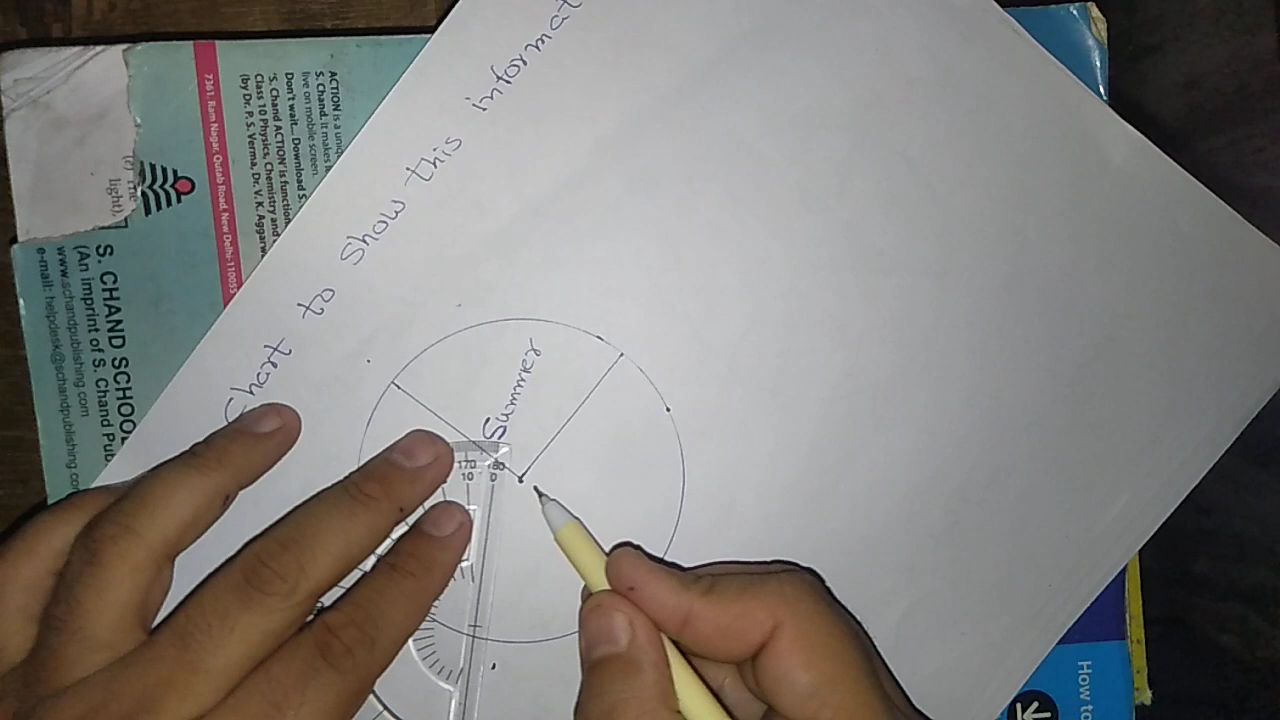 Chart to show this informat
Summer
170 180
10 0
ACTION is a uniq
S. Chand. It makes
live on mobile screen.
Don't wait... Download S
'S. Chand ACTION' is function
Class 10 Physics, Chemistry and
(by Dr. P. S. Verma, Dr. V. K. Aggarw
7361, Ram Nagar, Qutab Road, New Delhi-110055
light).
S. CHAND SCHOO
(An imprint of S. Chand Pub
www.schandpublishing.com
e-mail: helpdesk@schandpublishing.co
How to